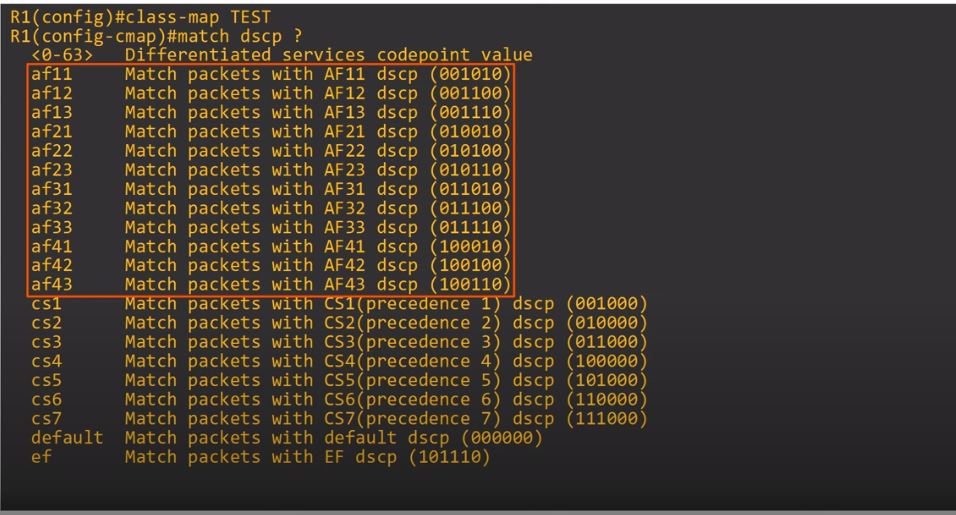 R1(config)#class-map TEST
R1(config-cmap)#match dscp ?
<0-63> Differentiated services codepoint value
af11 Match packets with AF11 dscp (001010)
af12 Match packets with AF12 dscp (001100)
af13 Match packets with AF13 dscp (001110)
af21 Match packets with AF21 dscp (010010)
af22 Match packets with AF22 dscp (010100)
af23 Match packets with AF23 dscp (010110)
af31 Match packets with AF31 dscp (011010)
af32 Match packets with AF32 dscp (011100)
af33 Match packets with AF33 dscp (011110)
af41 Match packets with AF41 dscp (100010)
af42 Match packets with AF42 dscp (100100)
af43 Match packets with AF43 dscp (100110)
cs1 Match packets with CS1(precedence 1) dscp (001000)
cs2 Match packets with CS2(precedence 2) dscp (010000)
cs3 Match packets with CS3(precedence 3) dscp (011000)
cs4 Match packets with CS4(precedence 4) dscp (100000)
cs5 Match packets with CS5(precedence 5) dscp (101000)
cs6 Match packets with CS6(precedence 6) dscp (110000)
cs7 Match packets with CS7(precedence 7) dscp (111000)
default Match packets with default dscp (000000)
ef Match packets with EF dscp (101110)